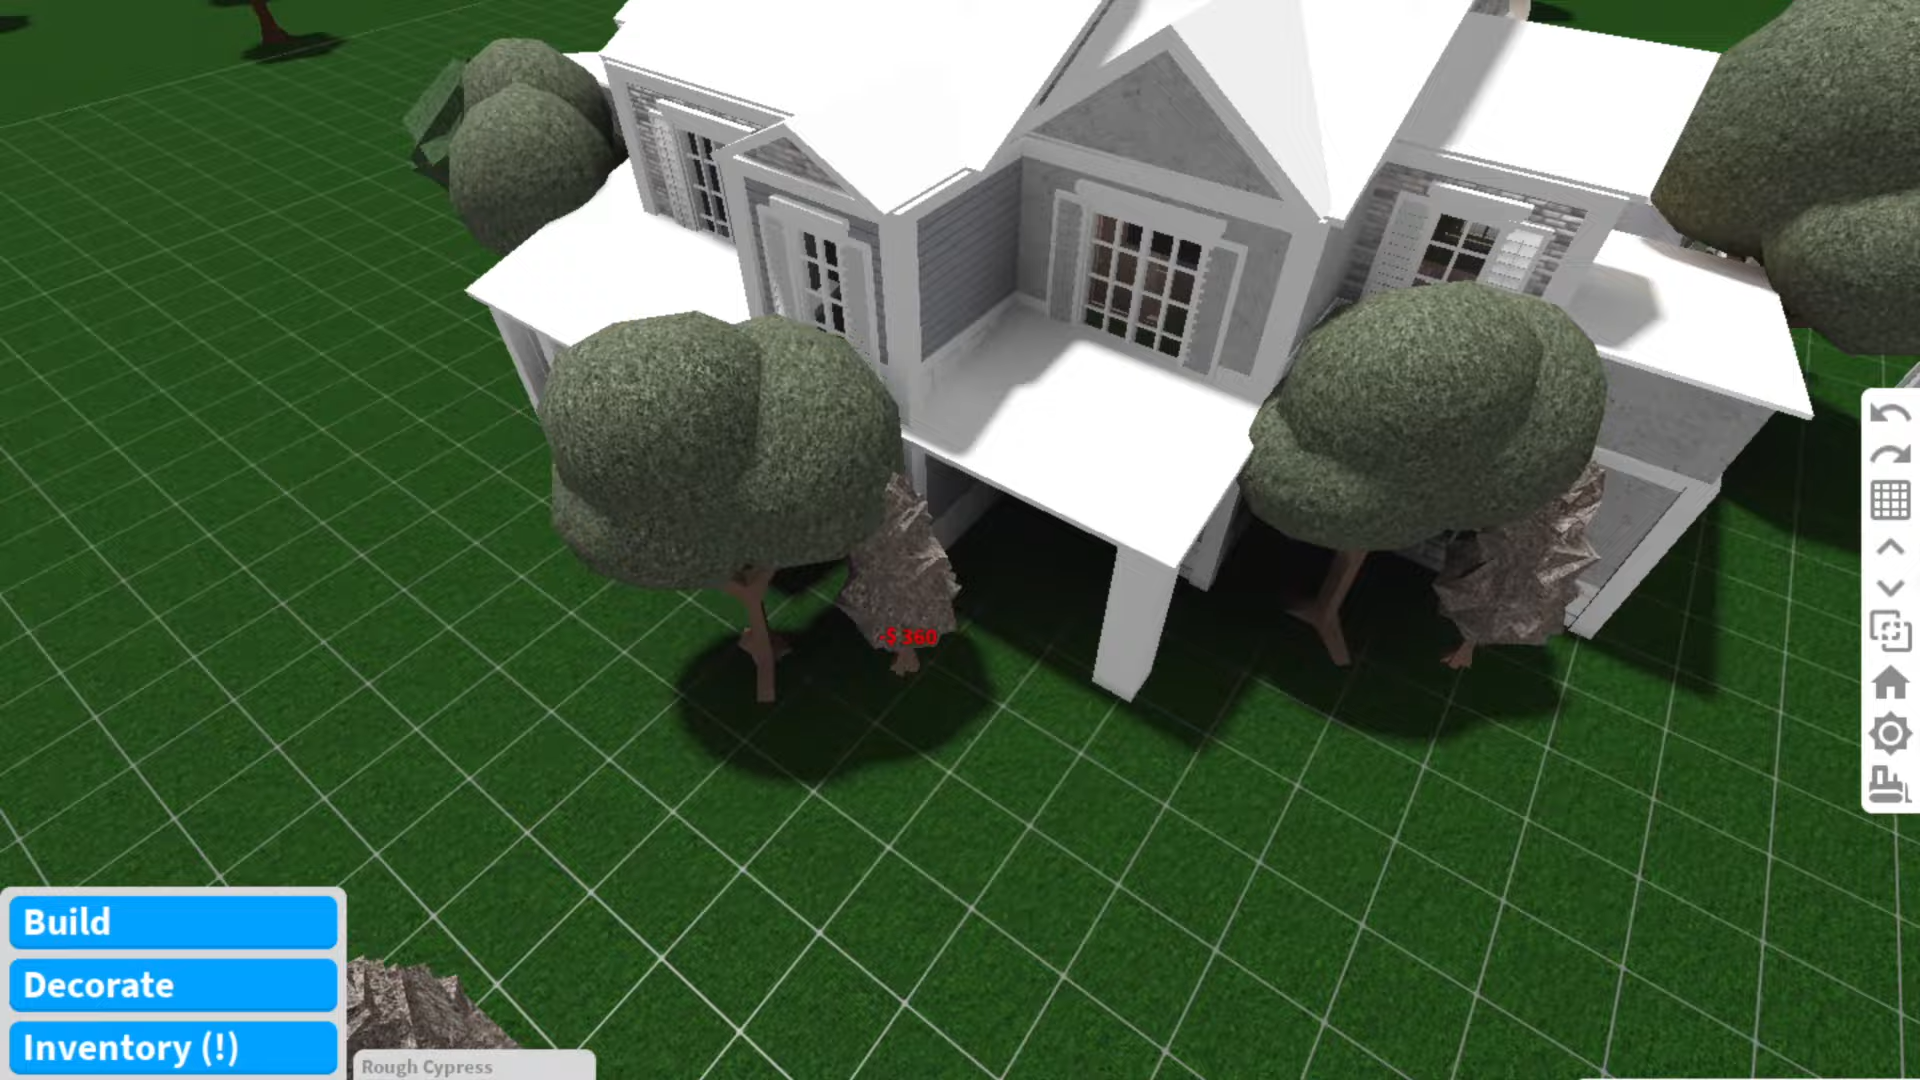 -$ 360
Build
Decorate
Inventory (!)
Rough Cypress